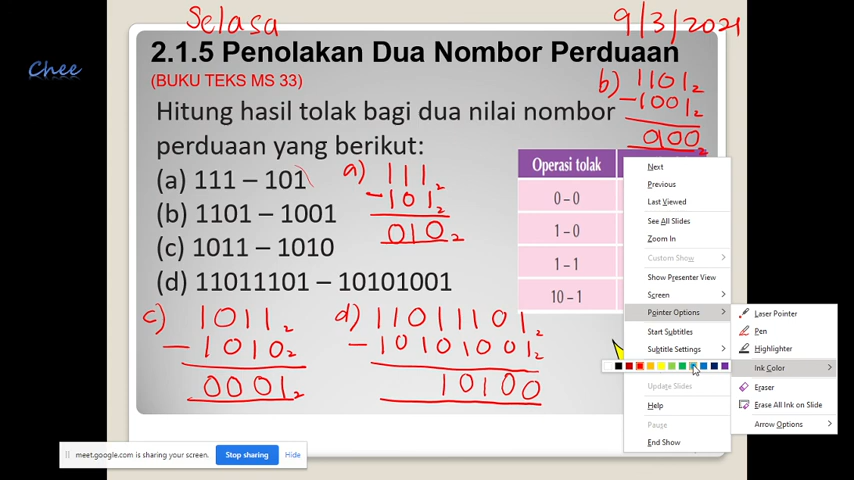 Selasa
9/3/2021
2.1.5 Penolakan Dua Nombor Perduaan
Chee
(BUKU TEKS MS 33)
b) 1101₂
−1001₂
Hitung hasil tolak bagi dua nilai nombor
perduaan yang berikut:
(a) 111 – 101
a) 111₂
−101₂
010₂
(b) 1101 – 1001
(c) 1011 – 1010
(d) 11011101 – 10101001
c) 1011₂
−1010₂
0001₂
d) 11011101₂
−10101001₂
10100
Operasi tolak
0 – 0
1 – 0
1 – 1
10 – 1
Next
Previous
Last Viewed
See All Slides
Zoom In
Custom Show
Show Presenter View
Screen
Pointer Options
Start Subtitles
Subtitle Settings
Update Slides
Help
Pause
End Show
Laser Pointer
Pen
Highlighter
Ink Color
Eraser
Erase All Ink on Slide
Arrow Options
meet.google.com is sharing your screen.
Stop sharing
Hide